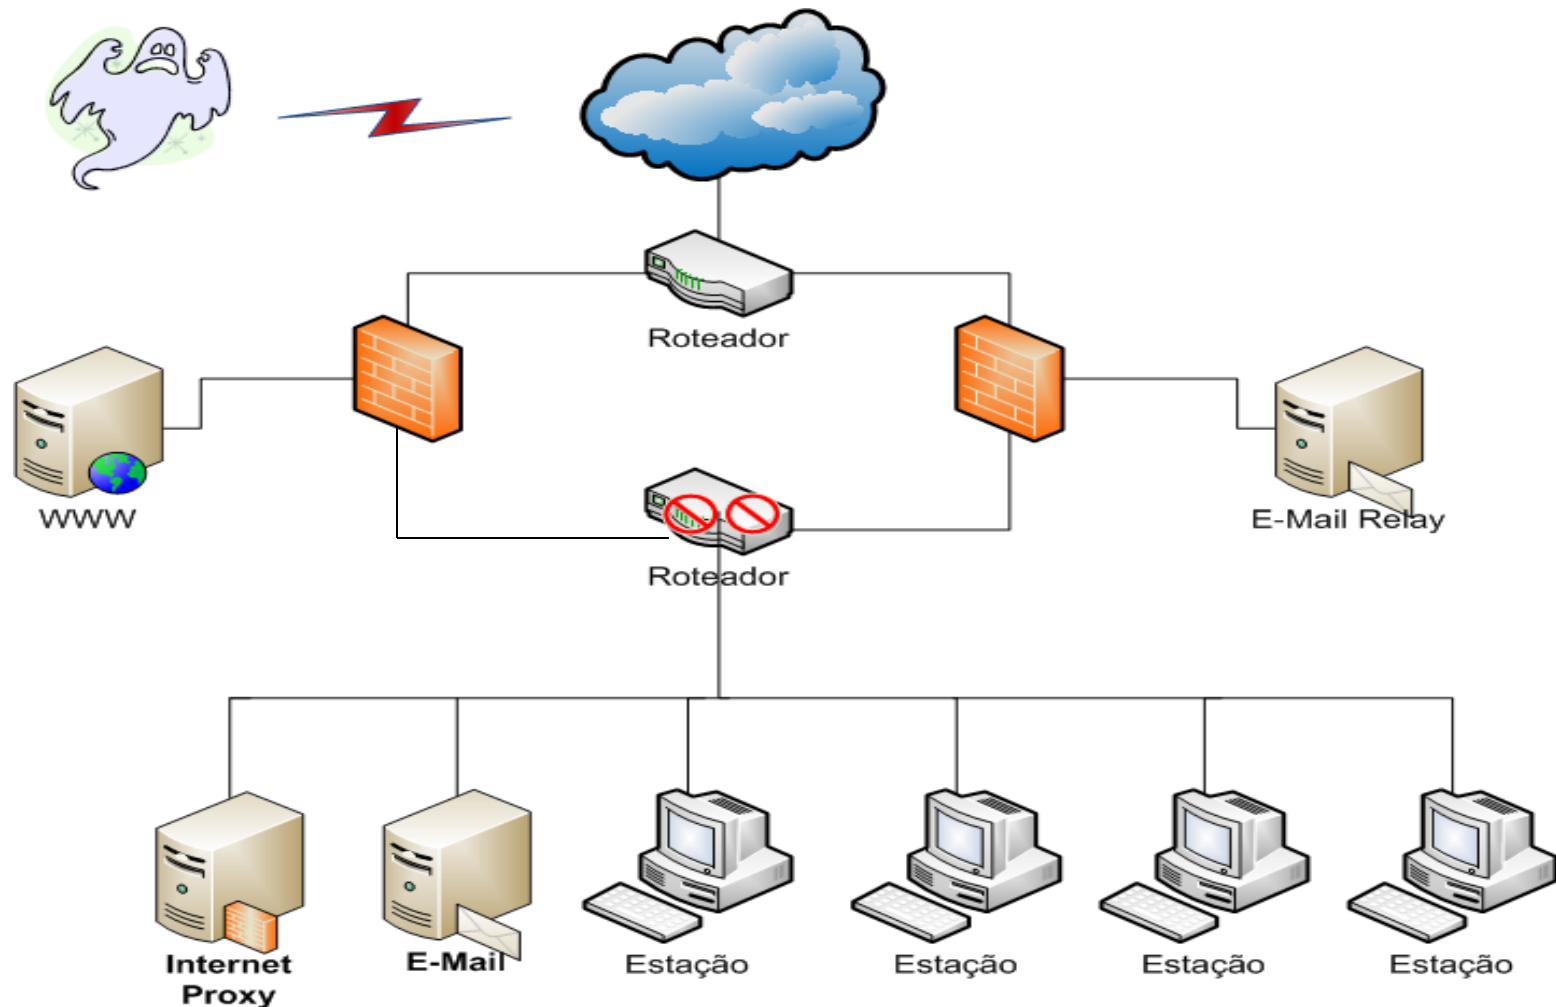 Roteador
WWW
E-Mail Relay
Roteador
Internet
Proxy
E-Mail
Estação
Estação
Estação
Estação